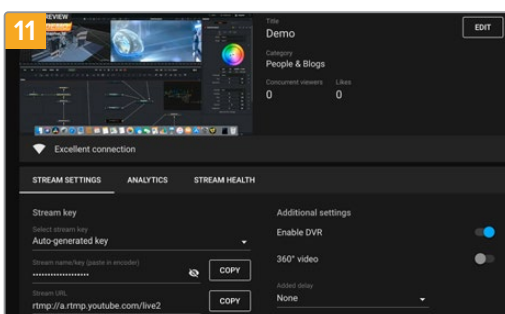 11
PREVIEW
Title
Demo
EDIT
Category
People & Blogs
Concurrent viewers Likes
0 0
Excellent connection
STREAM SETTINGS ANALYTICS STREAM HEALTH
Stream key
Select stream key
Auto-generated key
Stream name/key (paste in encoder)
•••••••••••••••••••
COPY
Stream URL
rtmp://a.rtmp.youtube.com/live2
COPY
Additional settings
Enable DVR
360° video
Added delay
None